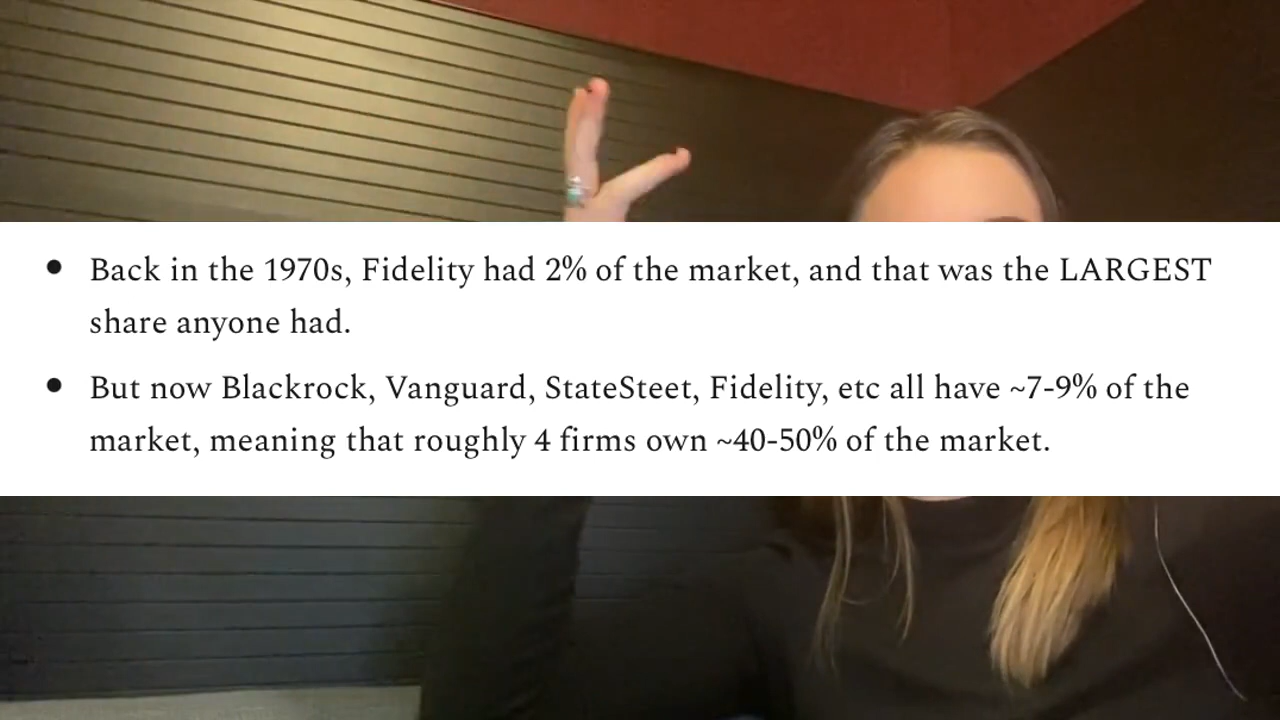 • Back in the 1970s, Fidelity had 2% of the market, and that was the LARGEST
share anyone had.
• But now Blackrock, Vanguard, StateSteet, Fidelity, etc all have ~7-9% of the
market, meaning that roughly 4 firms own ~40-50% of the market.